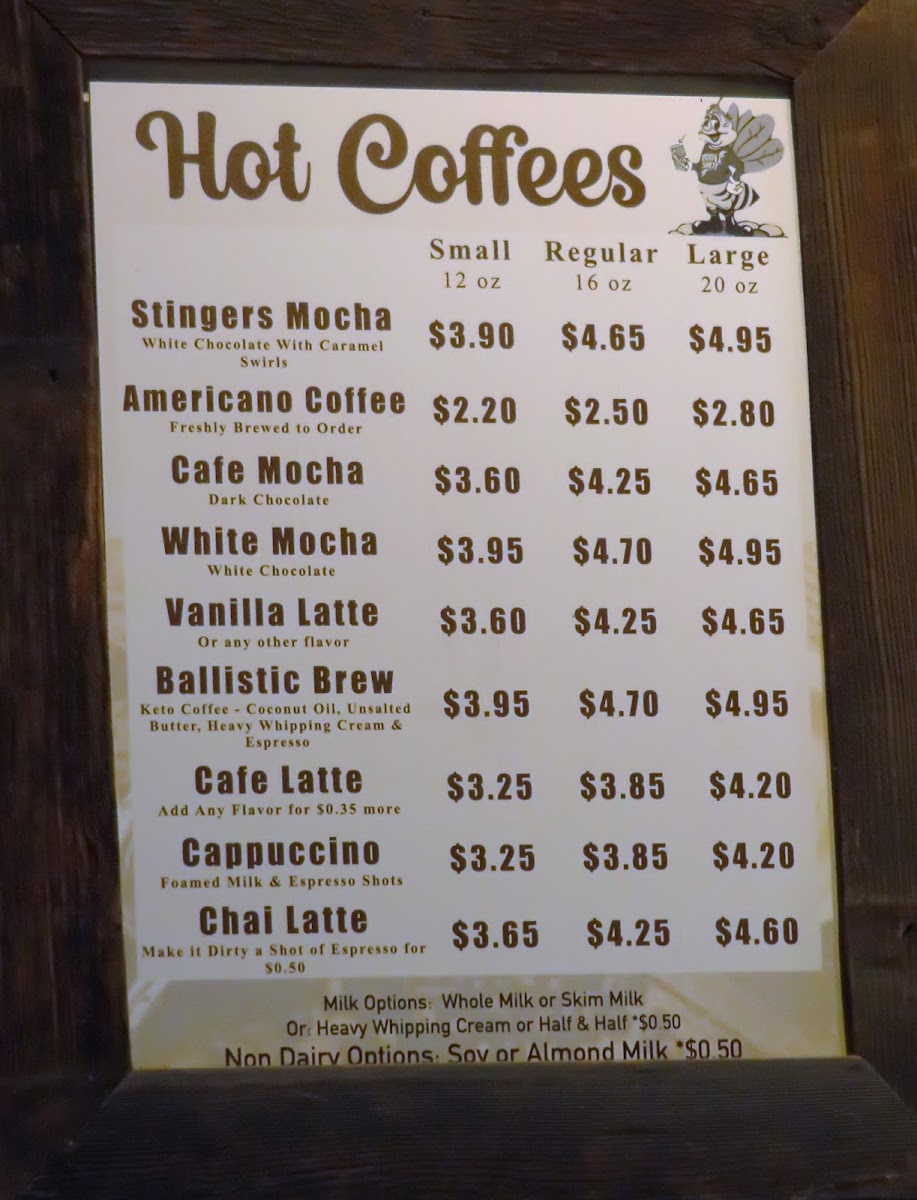 Hot Coffees
Small Regular Large
12 oz 16 oz 20 oz
Stingers Mocha $3.90 $4.65 $4.95
White Chocolate With Caramel
Swirls
Americano Coffee $2.20 $2.50 $2.80
Freshly Brewed to Order
Cafe Mocha $3.60 $4.25 $4.65
Dark Chocolate
White Mocha $3.95 $4.70 $4.95
White Chocolate
Vanilla Latte $3.60 $4.25 $4.65
Or any other flavor
Ballistic Brew $3.95 $4.70 $4.95
Keto Coffee - Coconut Oil, Unsalted
Butter, Heavy Whipping Cream &
Espresso
Cafe Latte $3.25 $3.85 $4.20
Add Any Flavor for $0.35 more
Cappuccino $3.25 $3.85 $4.20
Foamed Milk & Espresso Shots
Chai Latte $3.65 $4.25 $4.60
Make it Dirty a Shot of Espresso for
$0.50
Milk Options: Whole Milk or Skim Milk
Or: Heavy Whipping Cream or Half & Half *$0.50
Non Dairy Options: Soy or Almond Milk *$0.50